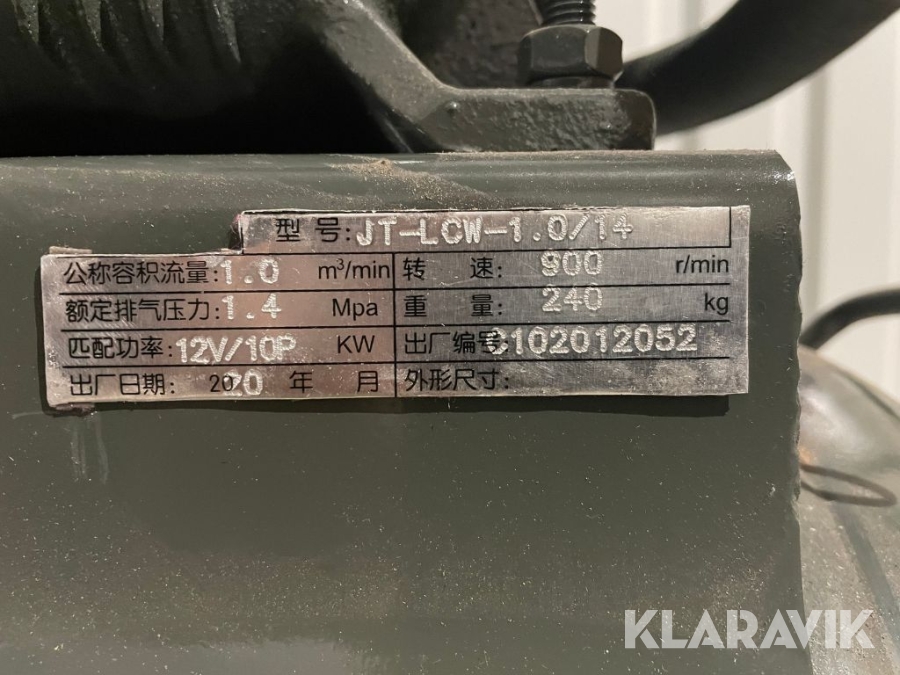 型 号:JT-LCW-1.0/14
公称容积流量:1.0 m³/min 转 速:900 r/min
额定排气压力:1.4 Mpa 重 量:240 kg
匹配功率:12V/10P KW 出厂编号:C102012052
出厂日期:2020 年 月 外形尺寸:
KLARAVIK